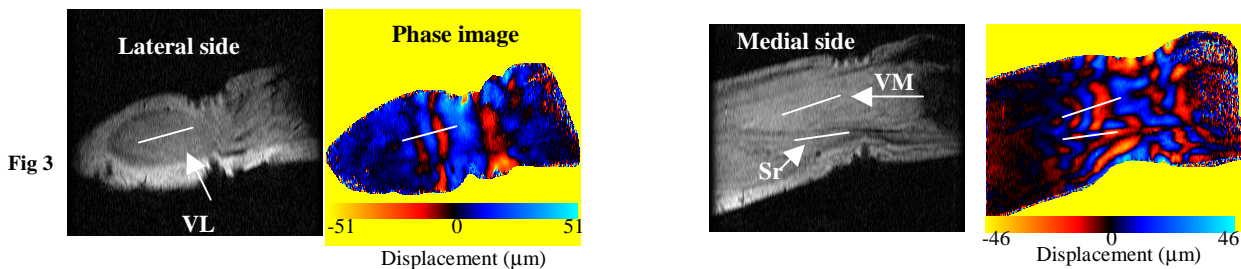 Fig 3
Lateral side
VL
Phase image
-51 0 51
Displacement (μm)
Medial side
VM
Sr
-46 0 46
Displacement (μm)